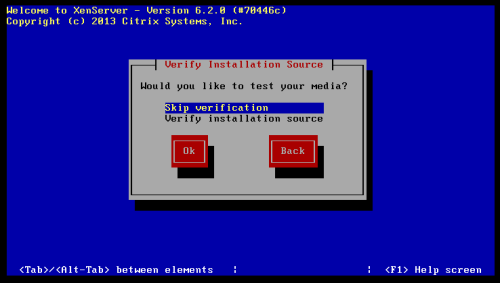 Welcome to XenServer - Version 6.2.0 (#70446c)
Copyright (c) 2013 Citrix Systems, Inc.
Verify Installation Source
Would you like to test your media?
Skip verification
Verify installation source
Ok Back
<Tab>/<Alt-Tab> between elements | | <F1> Help screen